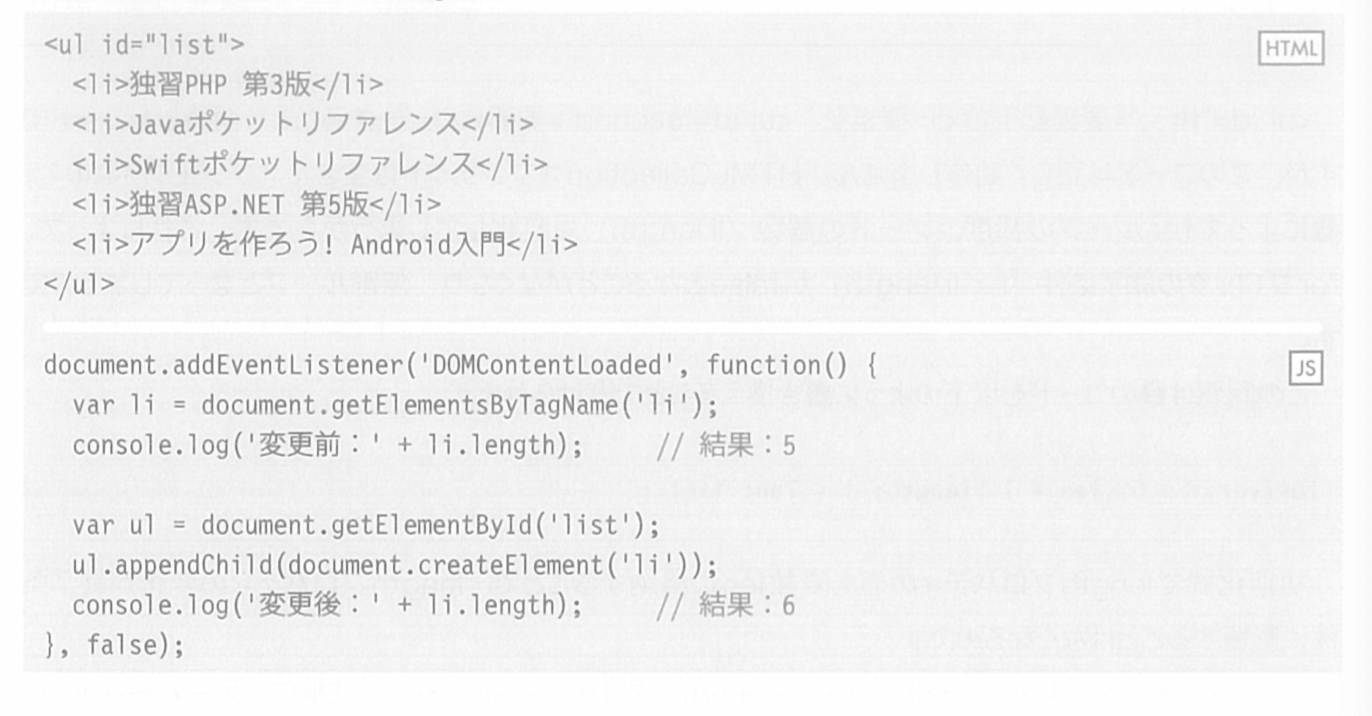 <ul id="list">
HTML
<li>独習PHP 第3版</li>
<li>Javaポケットリファレンス</li>
<li>Swiftポケットリファレンス</li>
<li>独習ASP.NET 第5版</li>
<li>アプリを作ろう! Android入門</li>
</ul>
document.addEventListener('DOMContentLoaded', function() {
JS
var li = document.getElementsByTagName('li');
console.log('変更前：' + li.length); // 結果：5
var ul = document.getElementById('list');
ul.appendChild(document.createElement('li'));
console.log('変更後：' + li.length); // 結果：6
}, false);